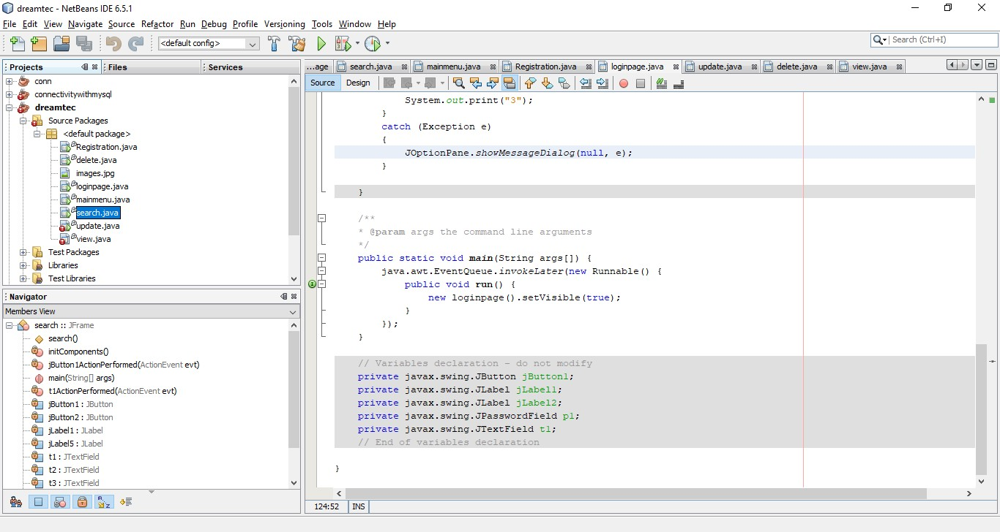 dreamtec - NetBeans IDE 6.5.1
File Edit View Navigate Source Refactor Run Debug Profile Versioning Tools Window Help
<default config>
Search (Ctrl+I)
Projects
Files
Services
conn
connectivitywithmysql
dreamtec
Source Packages
<default package>
Registration.java
delete.java
images.jpg
loginpage.java
mainmenu.java
search.java
update.java
view.java
Test Packages
Libraries
Test Libraries
Navigator
Members View
search :: JFrame
search()
initComponents()
jButton1ActionPerformed(ActionEvent evt)
main(String[] args)
t1ActionPerformed(ActionEvent evt)
jButton1 : JButton
jButton2 : JButton
jLabel1 : JLabel
jLabel5 : JLabel
t1 : JTextField
t2 : JTextField
t3 : JTextField
...age search.java mainmenu.java Registration.java loginpage.java update.java delete.java view.java
Source Design
System.out.print("3");
}
catch (Exception e)
{
JOptionPane.showMessageDialog(null, e);
}
}
/**
* @param args the command line arguments
*/
public static void main(String args[]) {
java.awt.EventQueue.invokeLater(new Runnable() {
public void run() {
new loginpage().setVisible(true);
}
});
}
// Variables declaration - do not modify
private javax.swing.JButton jButton1;
private javax.swing.JLabel jLabel1;
private javax.swing.JLabel jLabel2;
private javax.swing.JPasswordField p1;
private javax.swing.JTextField t1;
// End of variables declaration
}
124:52 INS